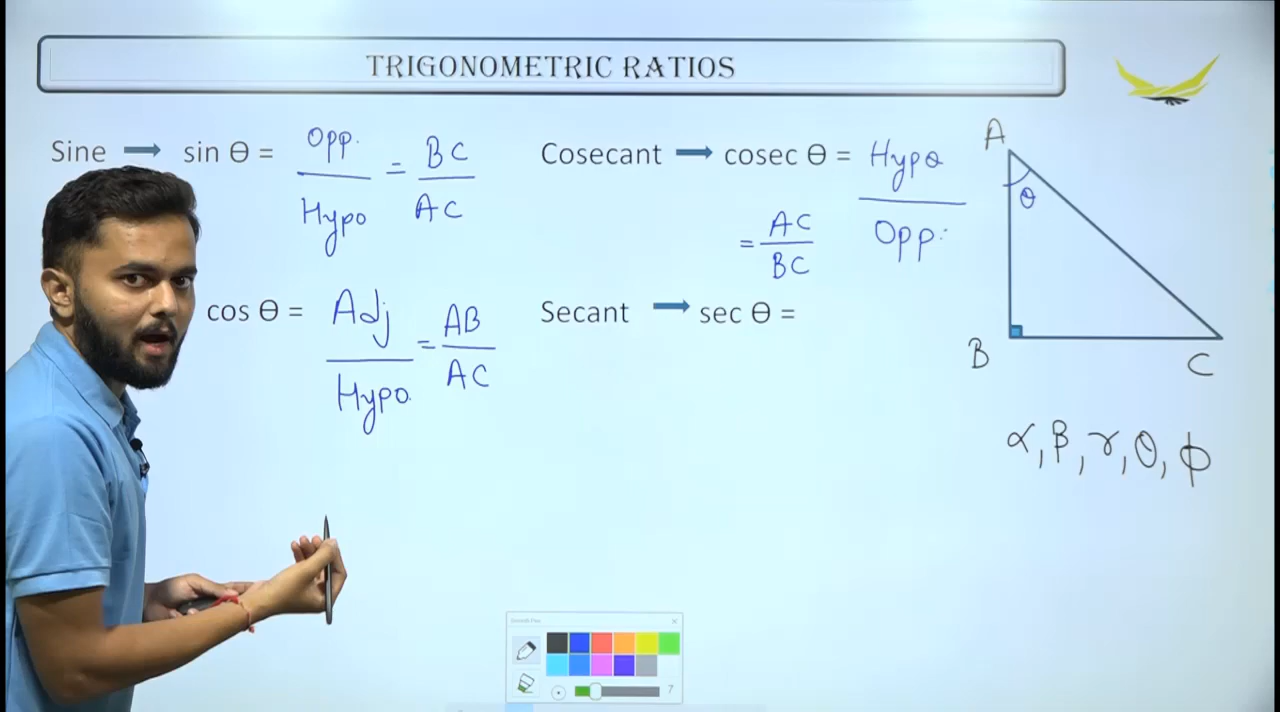 TRIGONOMETRIC RATIOS
Sine → sin Θ = Opp. / Hypo = BC / AC
Cosecant → cosec Θ = Hypo / Opp. = AC / BC
cos Θ = Adj / Hypo. = AB / AC
Secant → sec Θ =
A
θ
B
C
α, β, γ, θ, ϕ
7